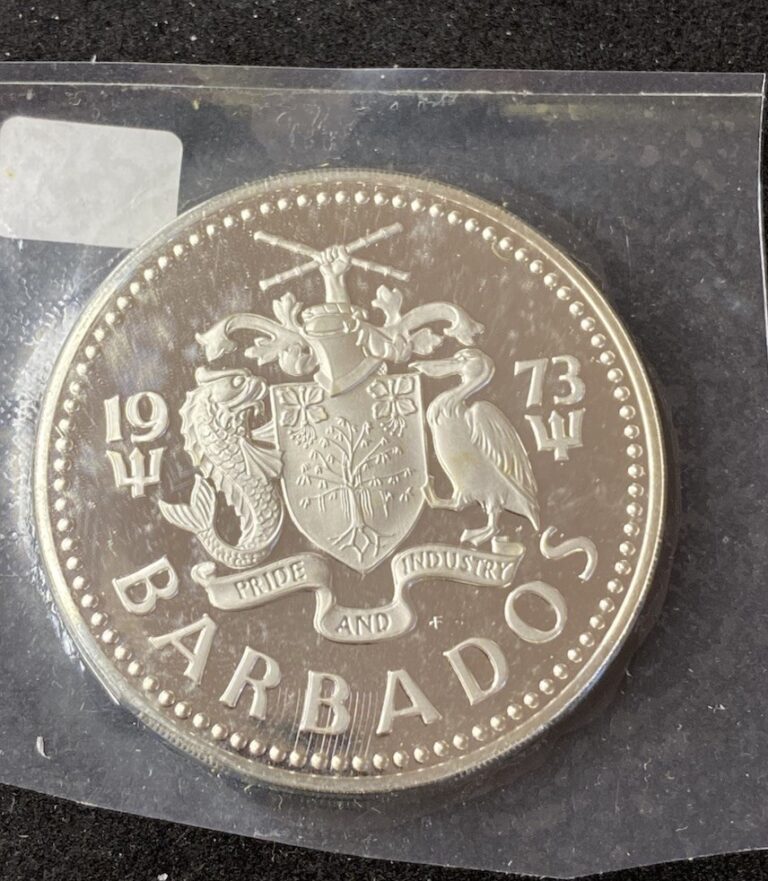 19 73
PRIDE AND INDUSTRY
BARBADOS